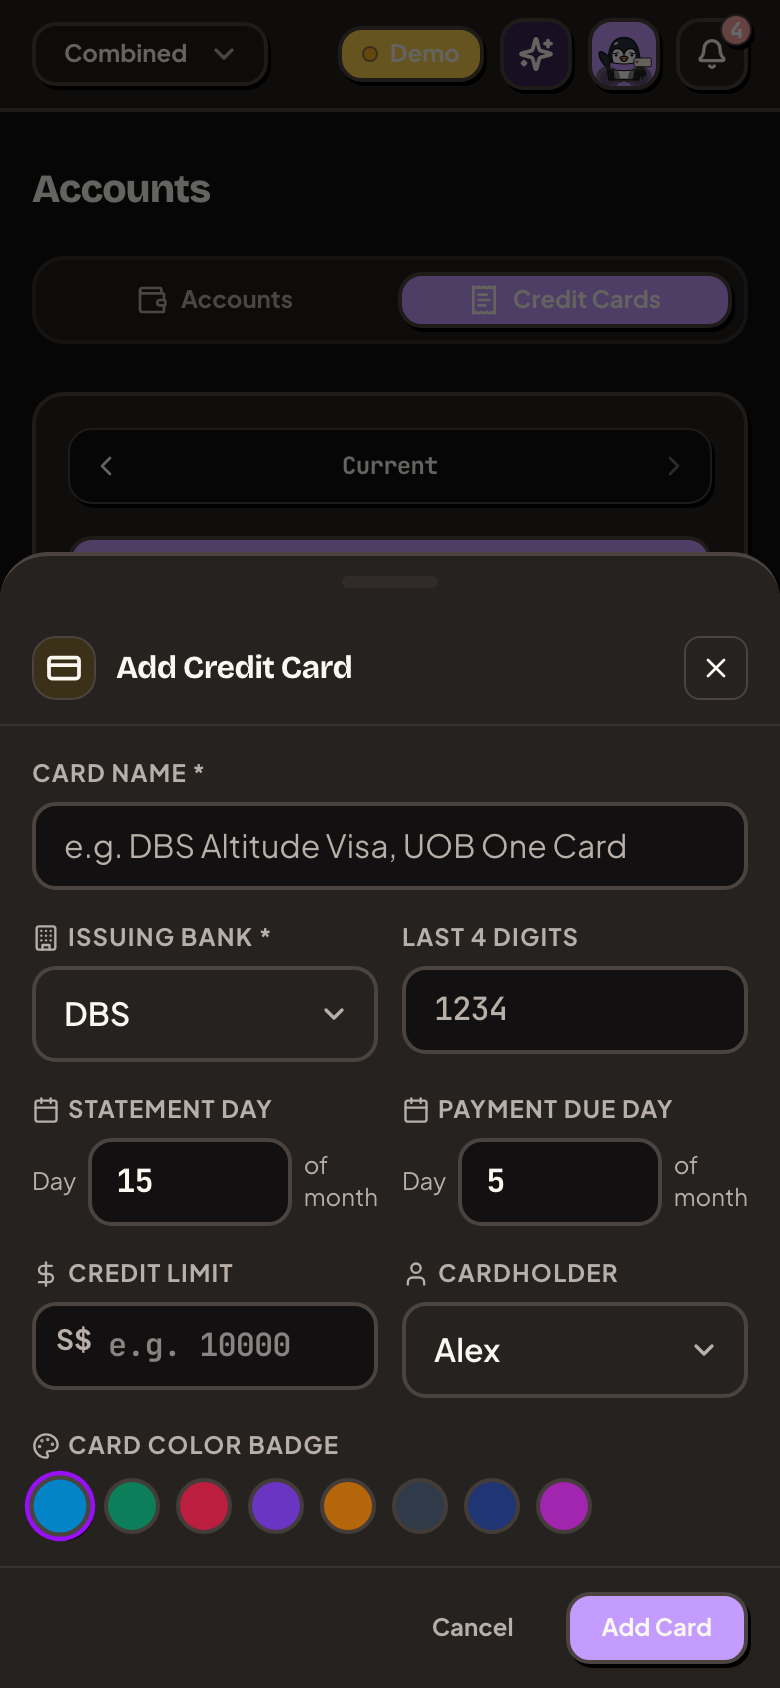 Combined
Demo
4
Accounts
Accounts
Credit Cards
Current
Add Credit Card
CARD NAME *
e.g. DBS Altitude Visa, UOB One Card
ISSUING BANK *
LAST 4 DIGITS
DBS
1234
STATEMENT DAY
PAYMENT DUE DAY
Day 15 of month
Day 5 of month
CREDIT LIMIT
CARDHOLDER
S$ e.g. 10000
Alex
CARD COLOR BADGE
Cancel
Add Card